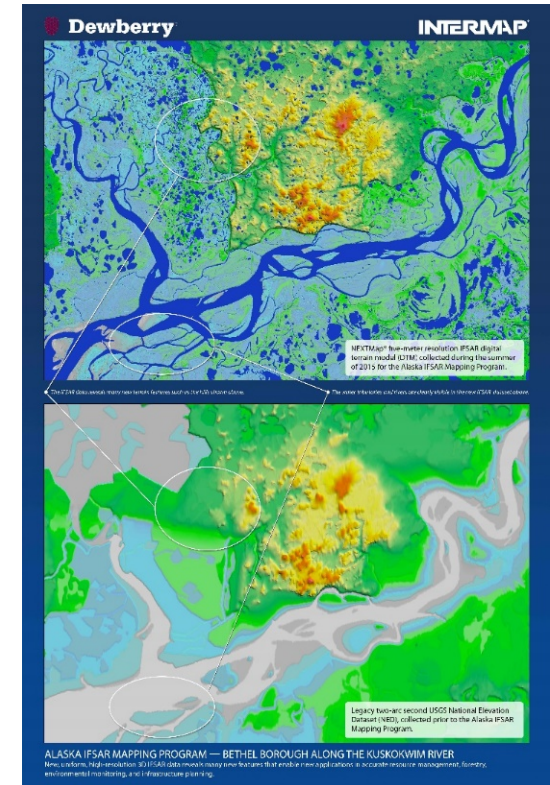 Dewberry
INTERMAP
NEXTMap® five-meter resolution IFSAR digital
terrain model (DTM) collected during the summer
of 2015 for the Alaska IFSAR Mapping Program.
The IFSAR data reveals many new terrain features such as the hills shown above.
The water tributaries and rivers are clearly visible in the new IFSAR dataset above.
Legacy two-arc second USGS National Elevation
Dataset (NED), collected prior to the Alaska IFSAR
Mapping Program.
ALASKA IFSAR MAPPING PROGRAM — BETHEL BOROUGH ALONG THE KUSKOKWIM RIVER
New, uniform, high-resolution 3D IFSAR data reveals many new features that enable new applications in accurate resource management, forestry,
environmental monitoring, and infrastructure planning.